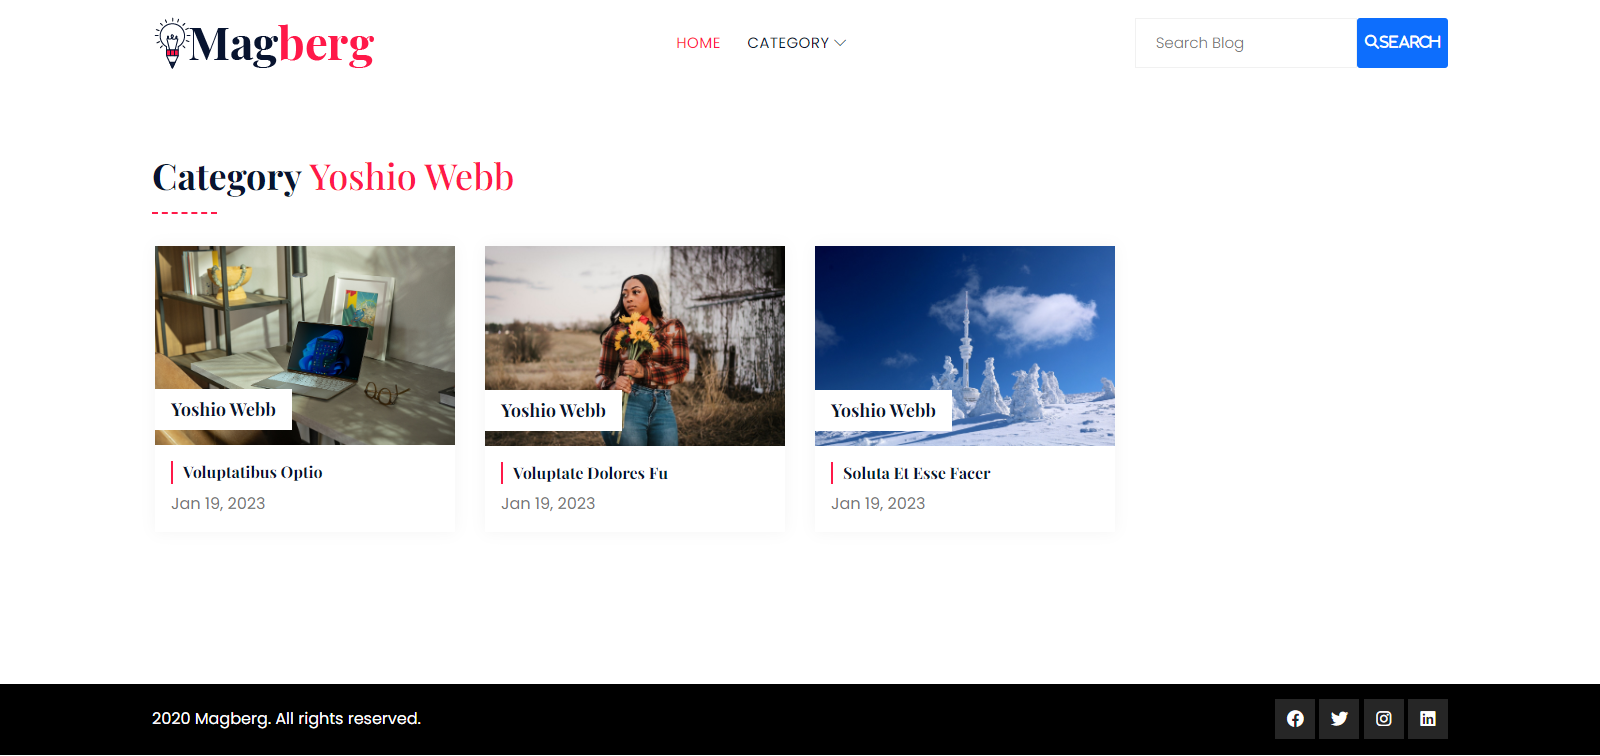 Magberg
HOME
CATEGORY
Search Blog
SEARCH
Category Yoshio Webb
Yoshio Webb
Voluptatibus Optio
Jan 19, 2023
Yoshio Webb
Voluptate Dolores Fu
Jan 19, 2023
Yoshio Webb
Soluta Et Esse Facer
Jan 19, 2023
2020 Magberg. All rights reserved.